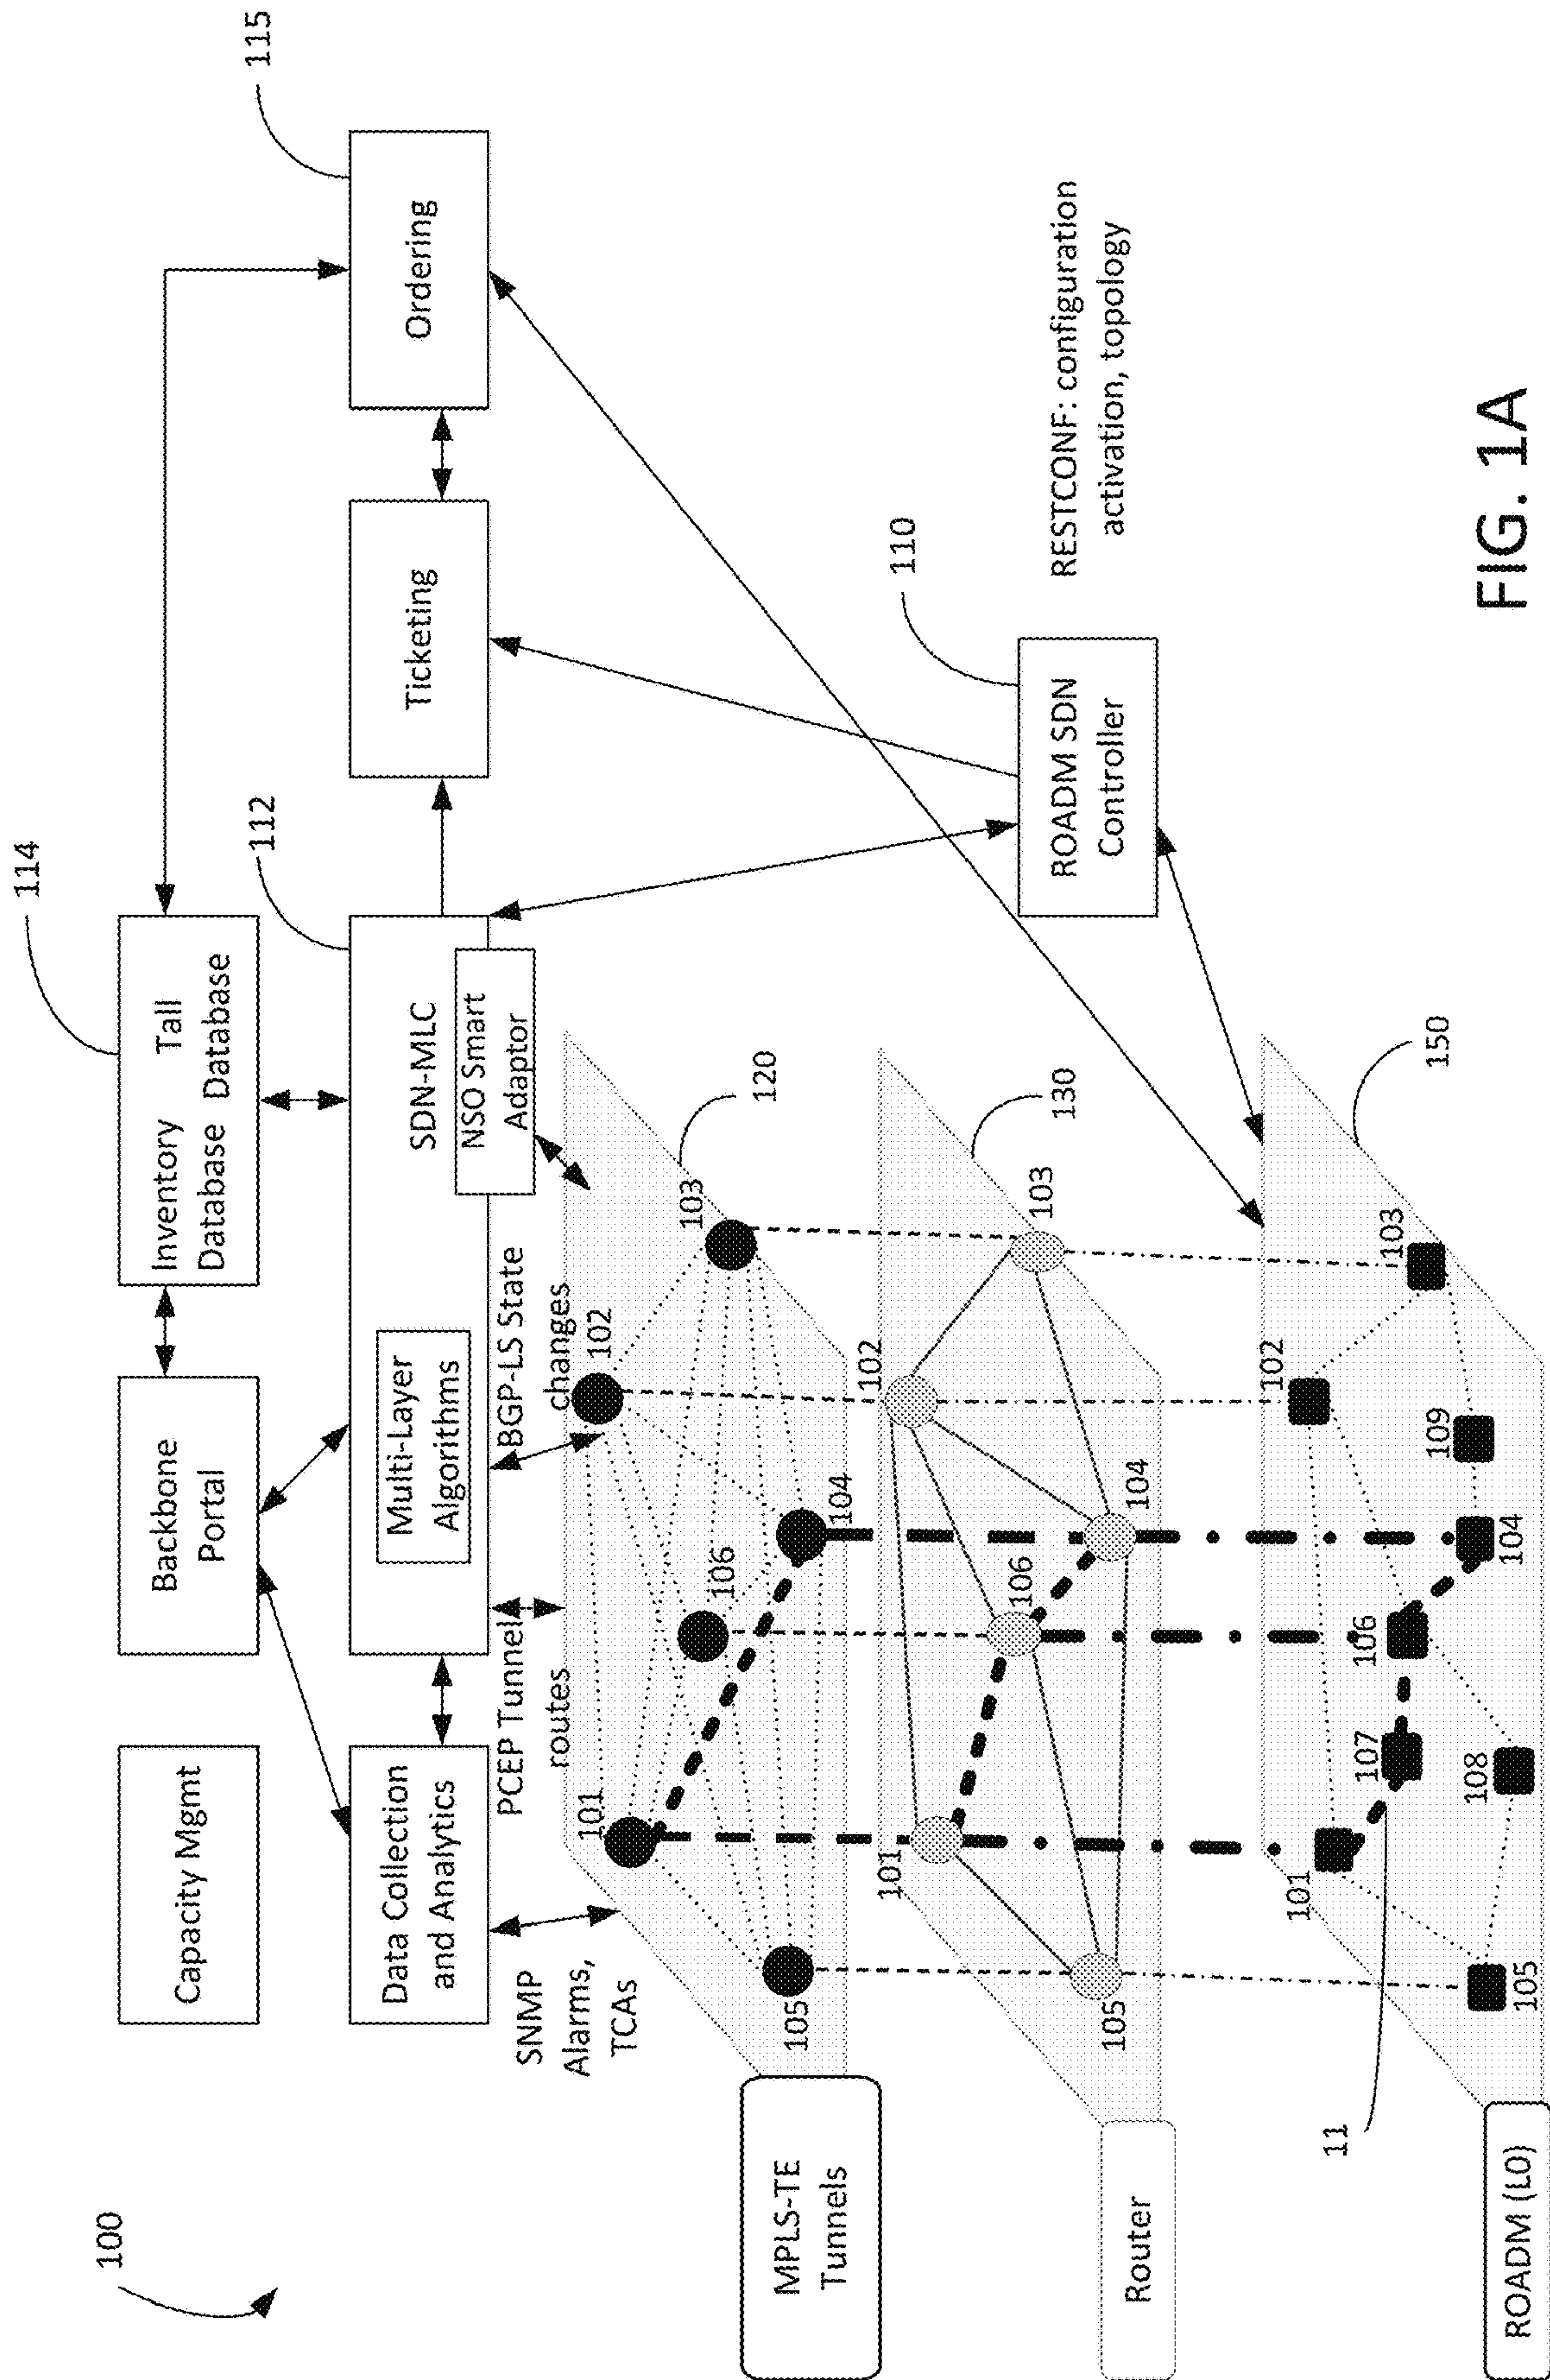 100
Capacity Mgmt
Backbone
Portal
Inventory Tall
Database Database
114
115
Data Collection
and Analytics
Multi-Layer
Algorithms
SDN-MLC
NSO Smart
Adaptor
112
Ticketing
Ordering
SNMP
Alarms,
TCAs
PCEP Tunnel
routes
BGP-LS State
changes
MPLS-TE
Tunnels
101
102
103
104
105
106
120
Router
101
102
103
104
105
106
130
ROADM SDN
Controller
110
RESTCONF: configuration
activation, topology
ROADM (L0)
11
101
102
103
104
105
106
107
108
109
150
FIG. 1A